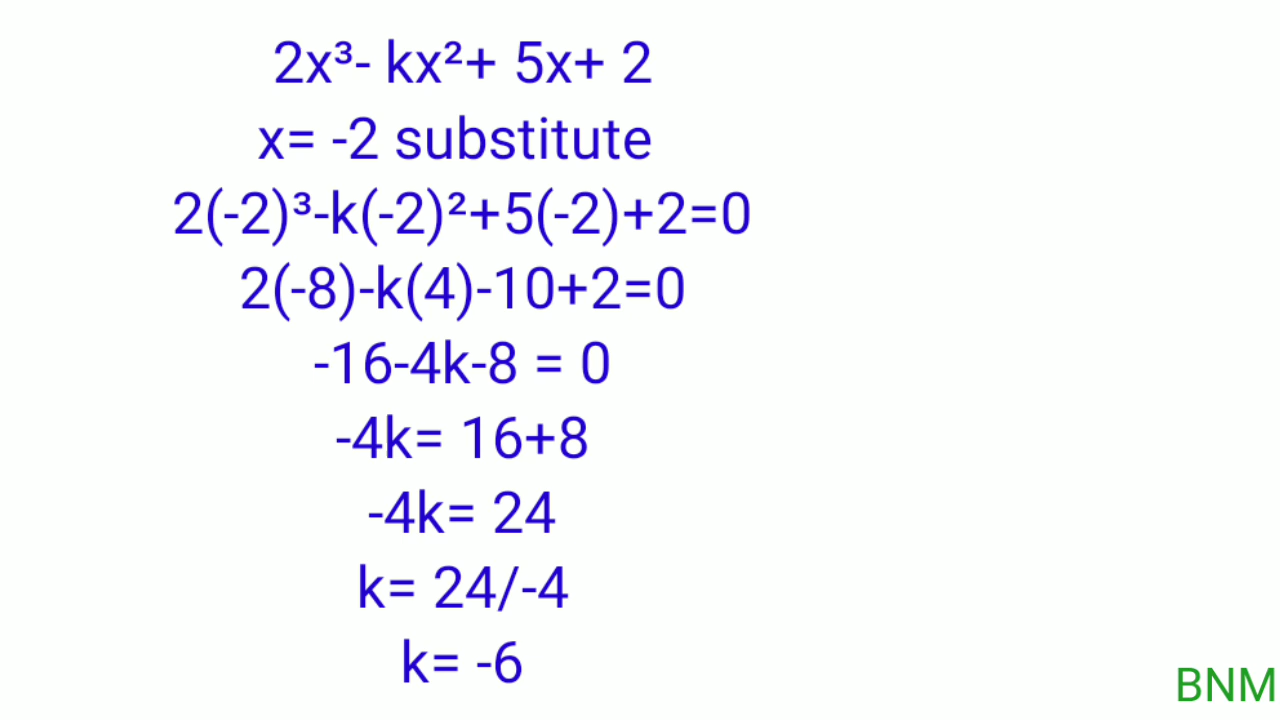 2x³- kx²+ 5x+ 2
x= -2 substitute
2(-2)³-k(-2)²+5(-2)+2=0
2(-8)-k(4)-10+2=0
-16-4k-8 = 0
-4k= 16+8
-4k= 24
k= 24/-4
k= -6
BNM